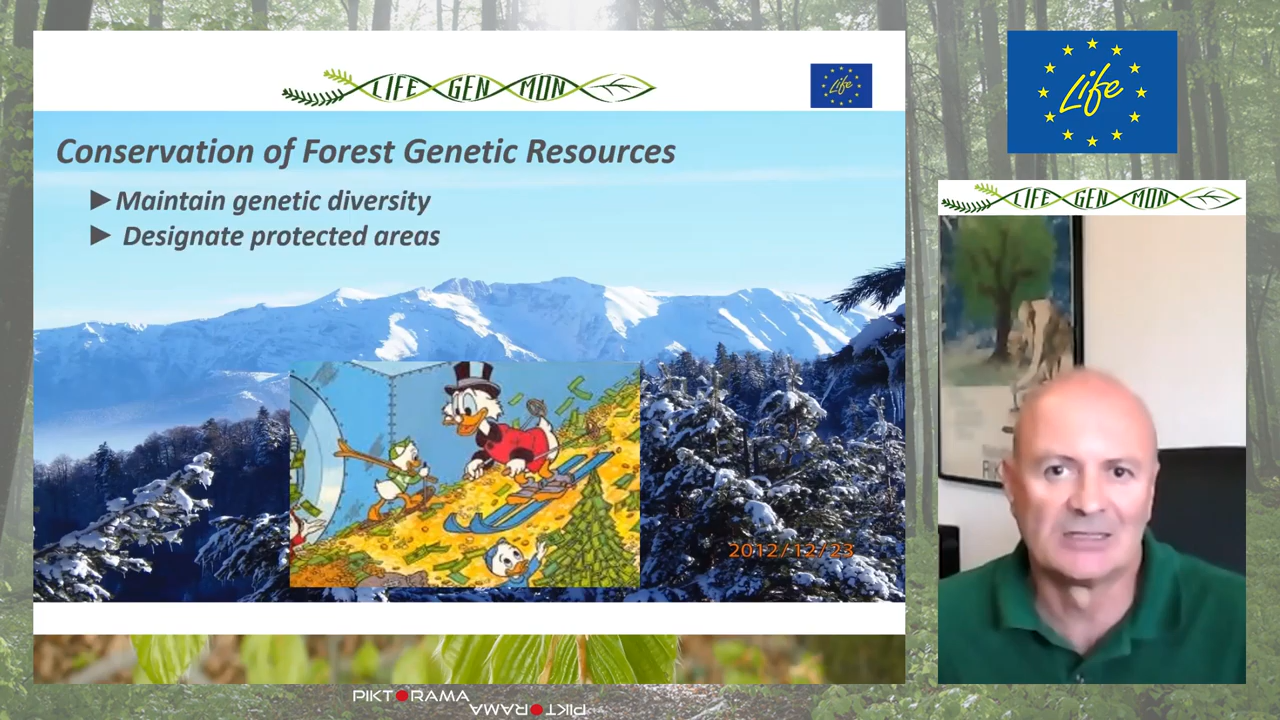 LIFE GEN MON
Life
Conservation of Forest Genetic Resources
►Maintain genetic diversity
► Designate protected areas
2012/12/23
Life
LIFE GEN MON
PIKTORAMA
PIKTORAMA